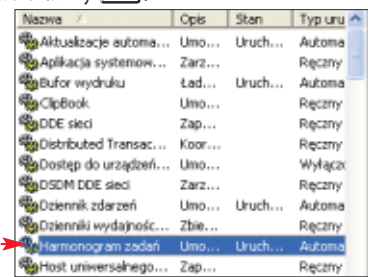 Nazwa Opis Stan Typ uru
Aktualizacje automa... Umo... Uruch... Automa
Aplikacja systemow... Zarz... Ręczny
Bufor wydruku Ład... Uruch... Automa
ClipBook Umo... Ręczny
DDE sieci Zap... Ręczny
Distributed Transac... Koor... Ręczny
Dostęp do urządzeń... Umo... Wyłącz
DSDM DDE sieci Zarz... Ręczny
Dziennik zdarzeń Umo... Uruch... Automa
Dzienniki wydajnośc... Zbie... Ręczny
Harmonogram zadań Umo... Uruch... Automa
Host uniwersalnego... Zap... Ręczny